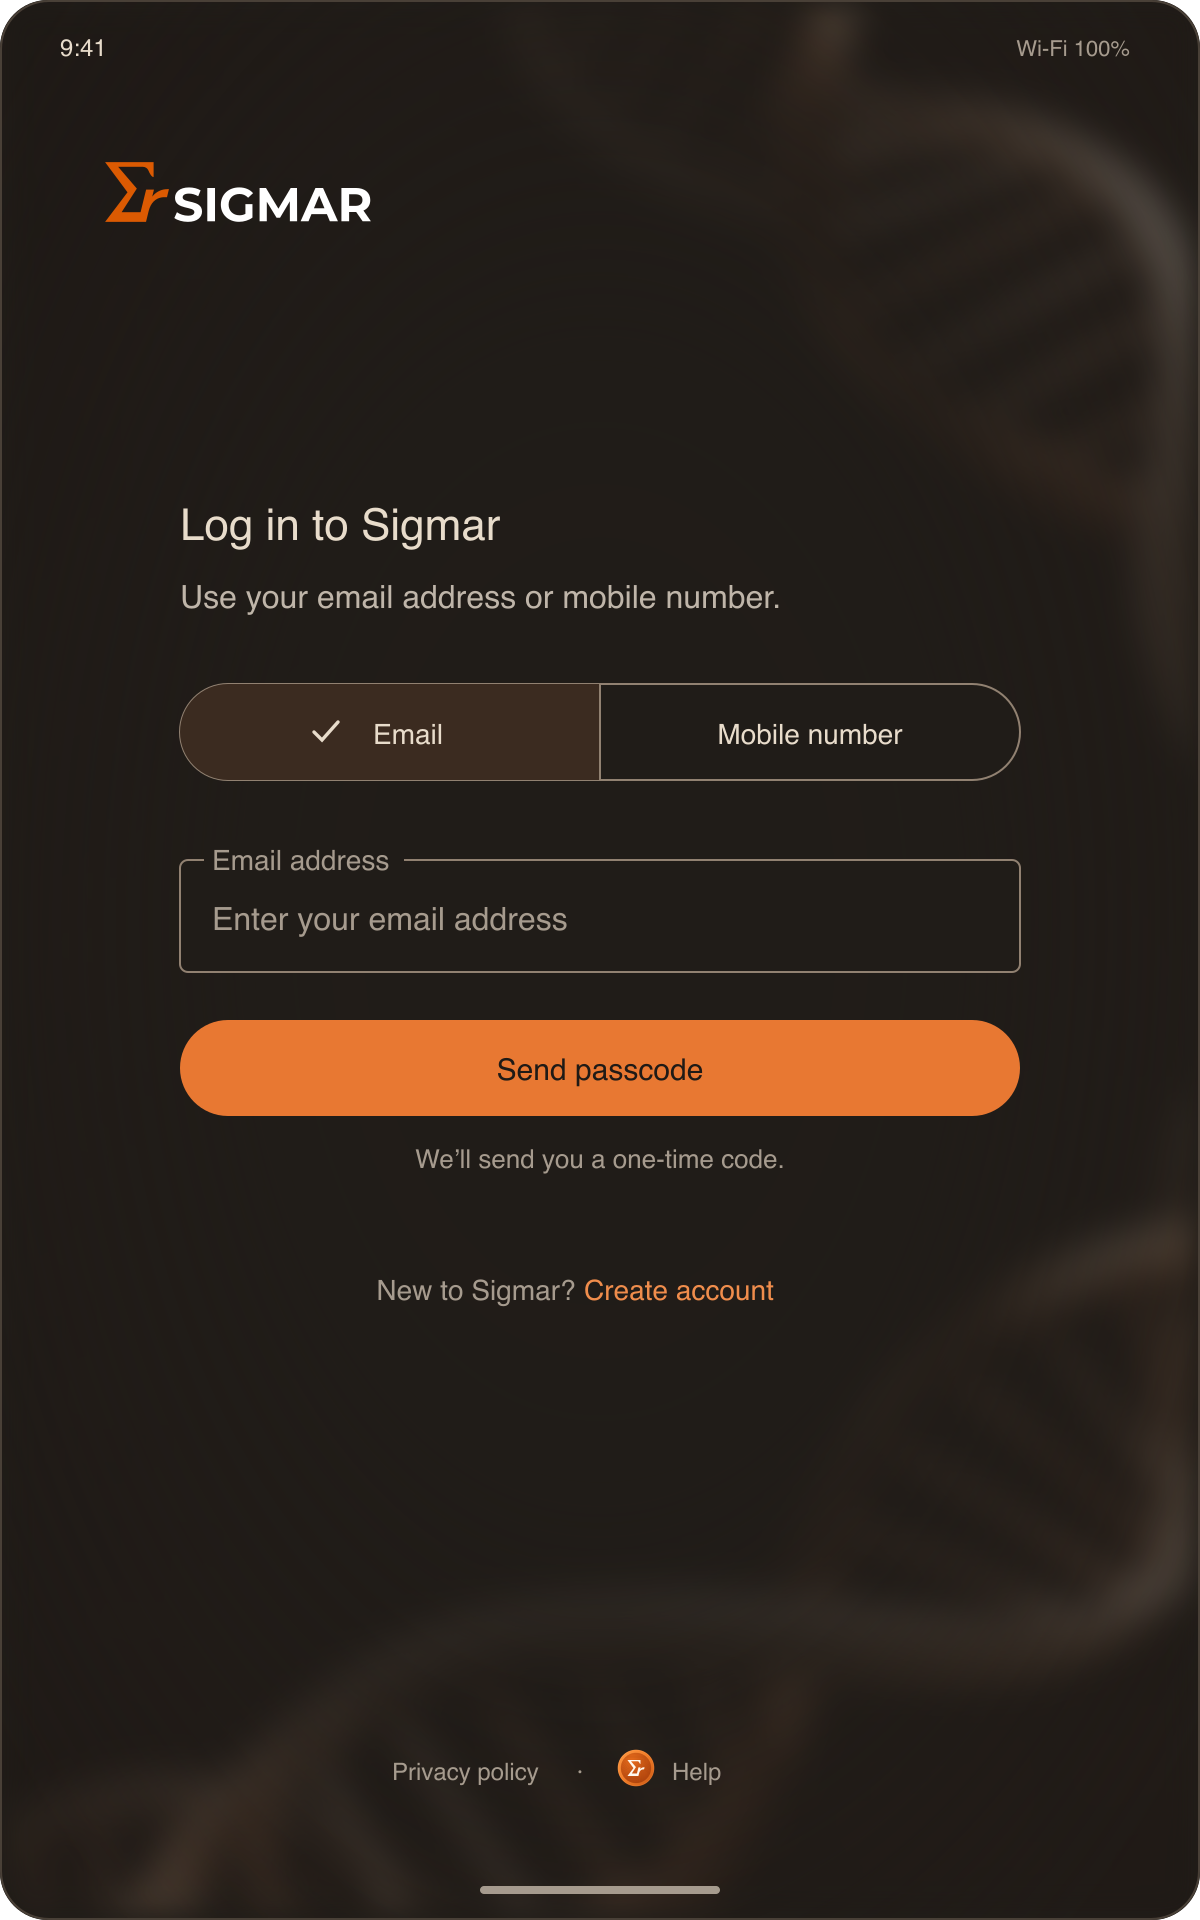 9:41
Wi-Fi 100%
Σr SIGMAR
Log in to Sigmar
Use your email address or mobile number.
Email
Mobile number
Email address
Enter your email address
Send passcode
We’ll send you a one-time code.
New to Sigmar? Create account
Privacy policy · Σr Help